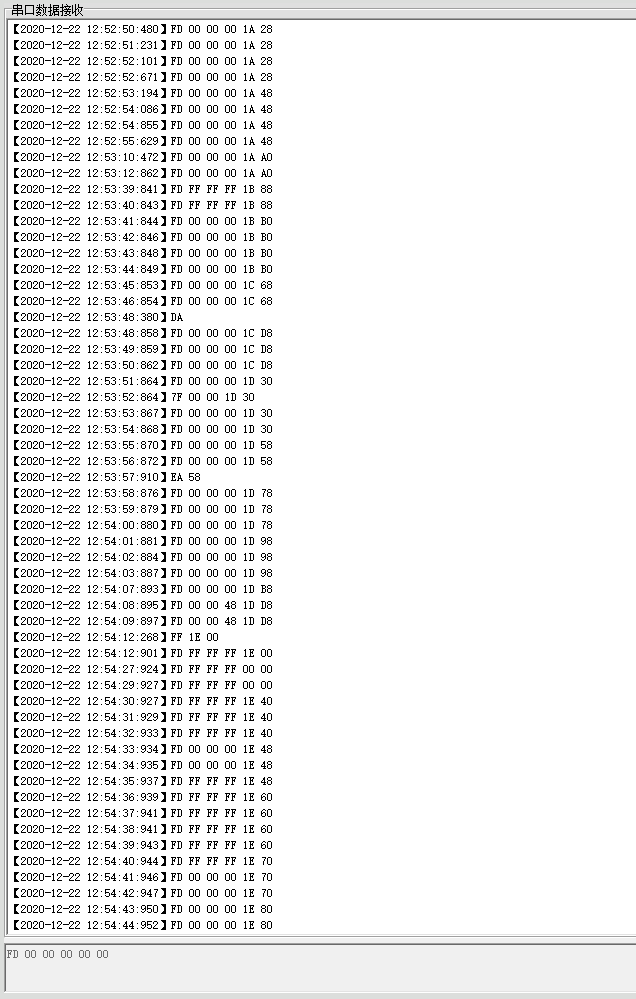 串口数据接收
【2020-12-22 12:52:50:480】FD 00 00 00 1A 28
【2020-12-22 12:52:51:231】FD 00 00 00 1A 28
【2020-12-22 12:52:52:101】FD 00 00 00 1A 28
【2020-12-22 12:52:52:671】FD 00 00 00 1A 28
【2020-12-22 12:52:53:194】FD 00 00 00 1A 48
【2020-12-22 12:52:54:086】FD 00 00 00 1A 48
【2020-12-22 12:52:54:855】FD 00 00 00 1A 48
【2020-12-22 12:52:55:629】FD 00 00 00 1A 48
【2020-12-22 12:53:10:472】FD 00 00 00 1A A0
【2020-12-22 12:53:12:862】FD 00 00 00 1A A0
【2020-12-22 12:53:39:841】FD FF FF FF 1B 88
【2020-12-22 12:53:40:843】FD FF FF FF 1B 88
【2020-12-22 12:53:41:844】FD 00 00 00 1B B0
【2020-12-22 12:53:42:846】FD 00 00 00 1B B0
【2020-12-22 12:53:43:848】FD 00 00 00 1B B0
【2020-12-22 12:53:44:849】FD 00 00 00 1B B0
【2020-12-22 12:53:45:853】FD 00 00 00 1C 68
【2020-12-22 12:53:46:854】FD 00 00 00 1C 68
【2020-12-22 12:53:48:380】DA
【2020-12-22 12:53:48:858】FD 00 00 00 1C D8
【2020-12-22 12:53:49:859】FD 00 00 00 1C D8
【2020-12-22 12:53:50:862】FD 00 00 00 1C D8
【2020-12-22 12:53:51:864】FD 00 00 00 1D 30
【2020-12-22 12:53:52:864】7F 00 00 1D 30
【2020-12-22 12:53:53:867】FD 00 00 00 1D 30
【2020-12-22 12:53:54:868】FD 00 00 00 1D 30
【2020-12-22 12:53:55:870】FD 00 00 00 1D 58
【2020-12-22 12:53:56:872】FD 00 00 00 1D 58
【2020-12-22 12:53:57:910】EA 58
【2020-12-22 12:53:58:876】FD 00 00 00 1D 78
【2020-12-22 12:53:59:879】FD 00 00 00 1D 78
【2020-12-22 12:54:00:880】FD 00 00 00 1D 78
【2020-12-22 12:54:01:881】FD 00 00 00 1D 98
【2020-12-22 12:54:02:884】FD 00 00 00 1D 98
【2020-12-22 12:54:03:887】FD 00 00 00 1D 98
【2020-12-22 12:54:07:893】FD 00 00 00 1D B8
【2020-12-22 12:54:08:895】FD 00 00 48 1D D8
【2020-12-22 12:54:09:897】FD 00 00 48 1D D8
【2020-12-22 12:54:12:268】FF 1E 00
【2020-12-22 12:54:12:901】FD FF FF FF 1E 00
【2020-12-22 12:54:27:924】FD FF FF FF 00 00
【2020-12-22 12:54:29:927】FD FF FF FF 00 00
【2020-12-22 12:54:30:927】FD FF FF FF 1E 40
【2020-12-22 12:54:31:929】FD FF FF FF 1E 40
【2020-12-22 12:54:32:933】FD FF FF FF 1E 40
【2020-12-22 12:54:33:934】FD 00 00 00 1E 48
【2020-12-22 12:54:34:935】FD 00 00 00 1E 48
【2020-12-22 12:54:35:937】FD FF FF FF 1E 48
【2020-12-22 12:54:36:939】FD FF FF FF 1E 60
【2020-12-22 12:54:37:941】FD FF FF FF 1E 60
【2020-12-22 12:54:38:941】FD FF FF FF 1E 60
【2020-12-22 12:54:39:943】FD FF FF FF 1E 60
【2020-12-22 12:54:40:944】FD FF FF FF 1E 70
【2020-12-22 12:54:41:946】FD 00 00 00 1E 70
【2020-12-22 12:54:42:947】FD 00 00 00 1E 70
【2020-12-22 12:54:43:950】FD 00 00 00 1E 80
【2020-12-22 12:54:44:952】FD 00 00 00 1E 80
FD 00 00 00 00 00